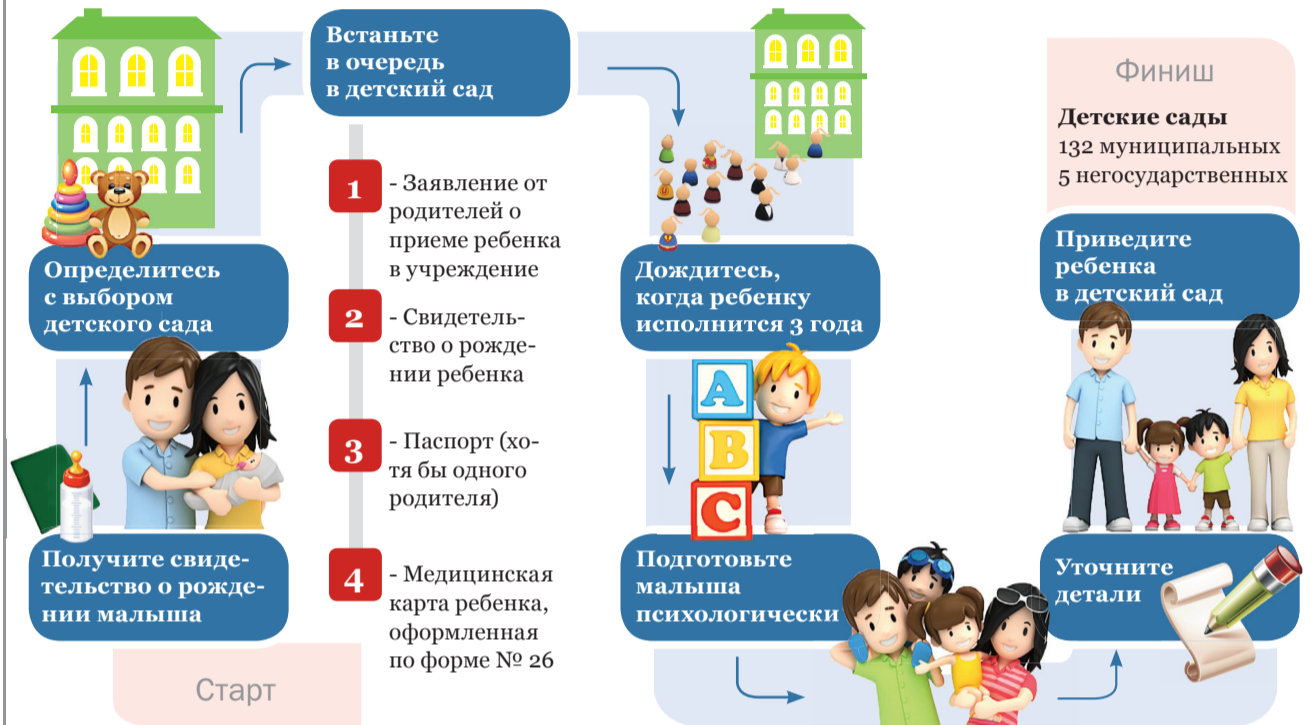 Старт
Получите свиде-
тельство о рожде-
нии малыша
Определитесь
с выбором
детского сада
Встаньте
в очередь
в детский сад
1
- Заявление от
родителей о
приеме ребенка
в учреждение
2
- Свидетель-
ство о рожде-
нии ребенка
3
- Паспорт (хо-
тя бы одного
родителя)
4
- Медицинская
карта ребенка,
оформленная
по форме № 26
Дождитесь,
когда ребенку
исполнится 3 года
A
B
C
Подготовьте
малыша
психологически
Уточните
детали
Приведите
ребенка
в детский сад
Финиш
Детские сады
132 муниципальных
5 негосударственных